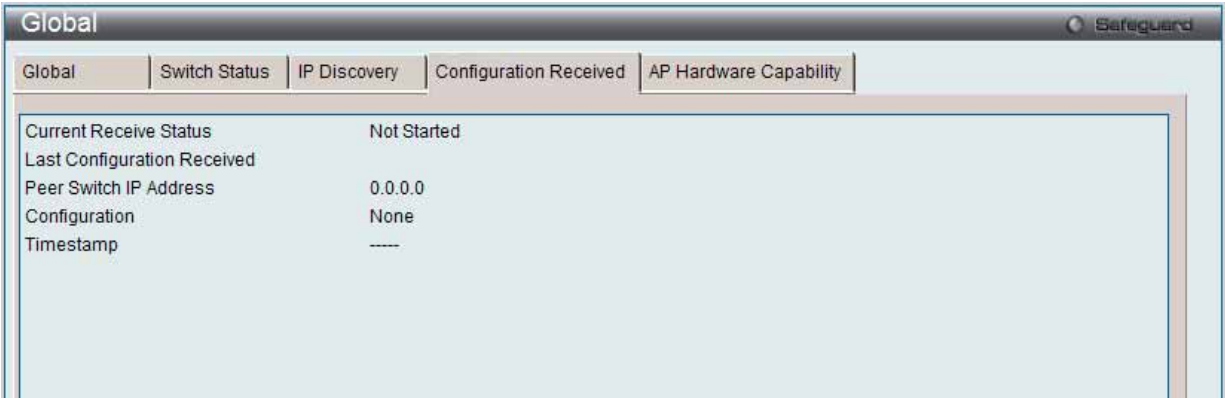 Global
Safeguard
Global Switch Status IP Discovery Configuration Received AP Hardware Capability
Current Receive Status Not Started
Last Configuration Received
Peer Switch IP Address 0.0.0.0
Configuration None
Timestamp -----